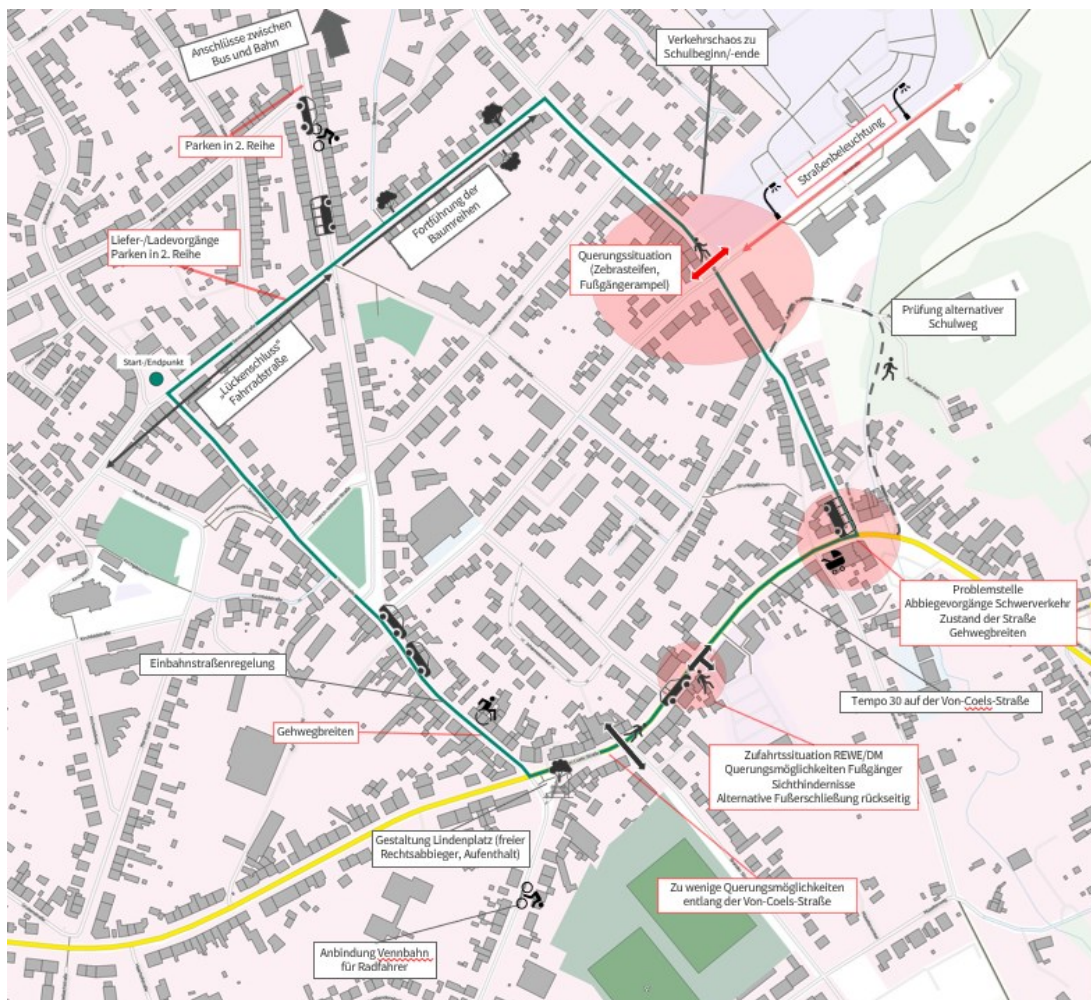 Anschlüsse zwischen
Bus und Bahn
Verkehrschaos zu
Schulbeginn/-ende
Parken in 2. Reihe
Straßenbeleuchtung
Fortführung der
Baumreihen
Liefer-/Ladevorgänge
Parken in 2. Reihe
Querungssituation
(Zebrasteifen,
Fußgängerampel)
Prüfung alternativer
Schulweg
Start-/Endpunkt
„Lückenschluss“
Fahrradstraße
Problemstelle
Abbiegevorgänge Schwerverkehr
Zustand der Straße
Gehwegbreiten
Einbahnstraßenregelung
Tempo 30 auf der Von-Coels-Straße
Gehwegbreiten
Zufahrtssituation REWE/DM
Querungsmöglichkeiten Fußgänger
Sichthindernisse
Alternative Fußerschließung rückseitig
Gestaltung Lindenplatz (freier
Rechtsabbieger, Aufenthalt)
Zu wenige Querungsmöglichkeiten
entlang der Von-Coels-Straße
Anbindung Vennbahn
für Radfahrer